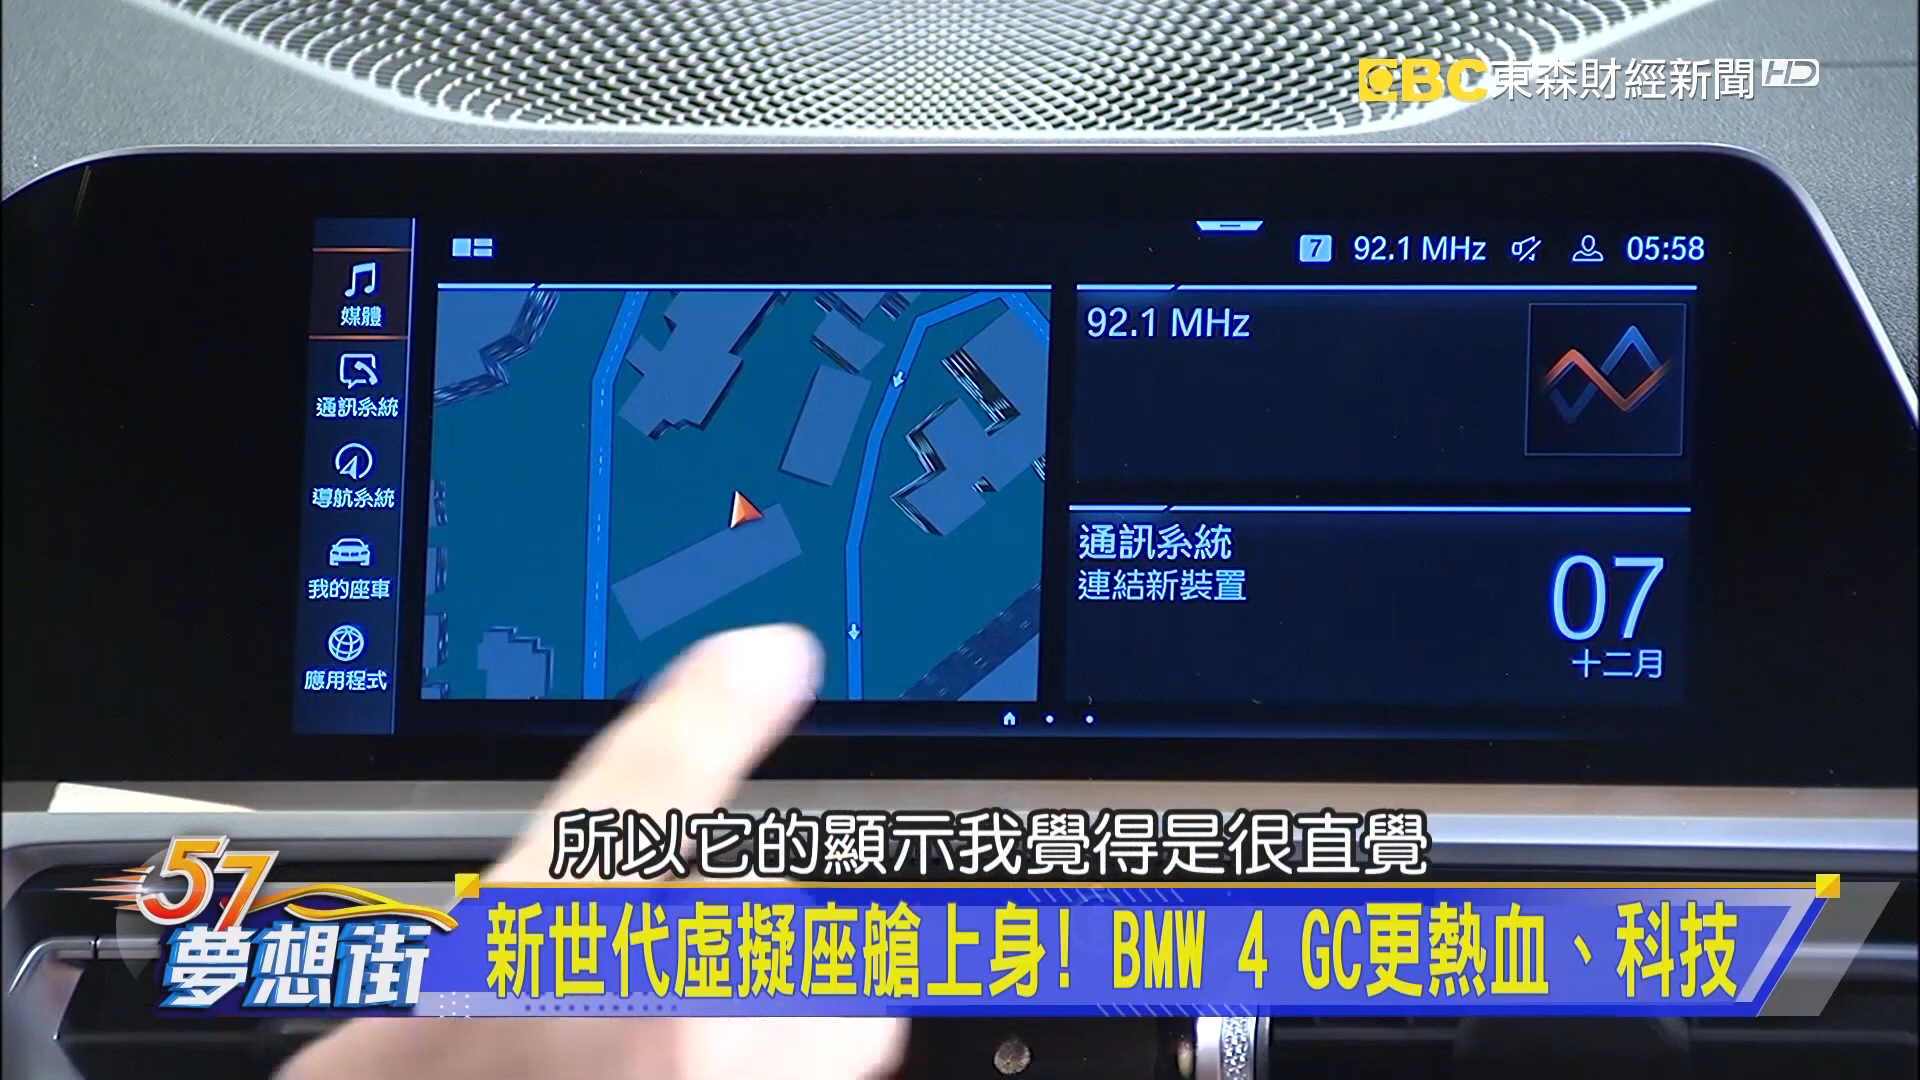 EBC東森財經新聞HD
7 92.1 MHz 05:58
媒體
通訊系統
導航系統
我的座車
應用程式
92.1 MHz
通訊系統
連結新裝置
07
十二月
所以它的顯示我覺得是很直覺
57
夢想街
新世代虛擬座艙上身! BMW 4 GC更熱血、科技